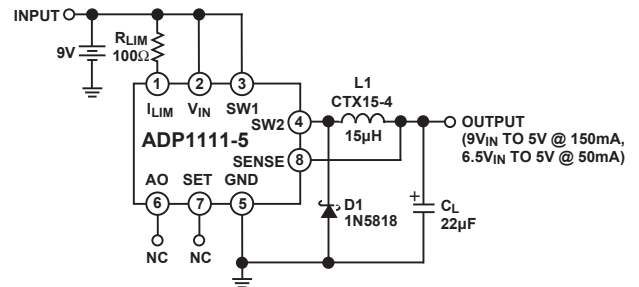 INPUT
9V
RLIM
100Ω
1
2
3
ILIM
VIN
SW1
SW2
4
L1
CTX15-4
15µH
OUTPUT
(9VIN TO 5V @ 150mA,
6.5VIN TO 5V @ 50mA)
ADP1111-5
SENSE
8
AO
SET
GND
6
7
5
D1
1N5818
+
CL
22µF
NC
NC